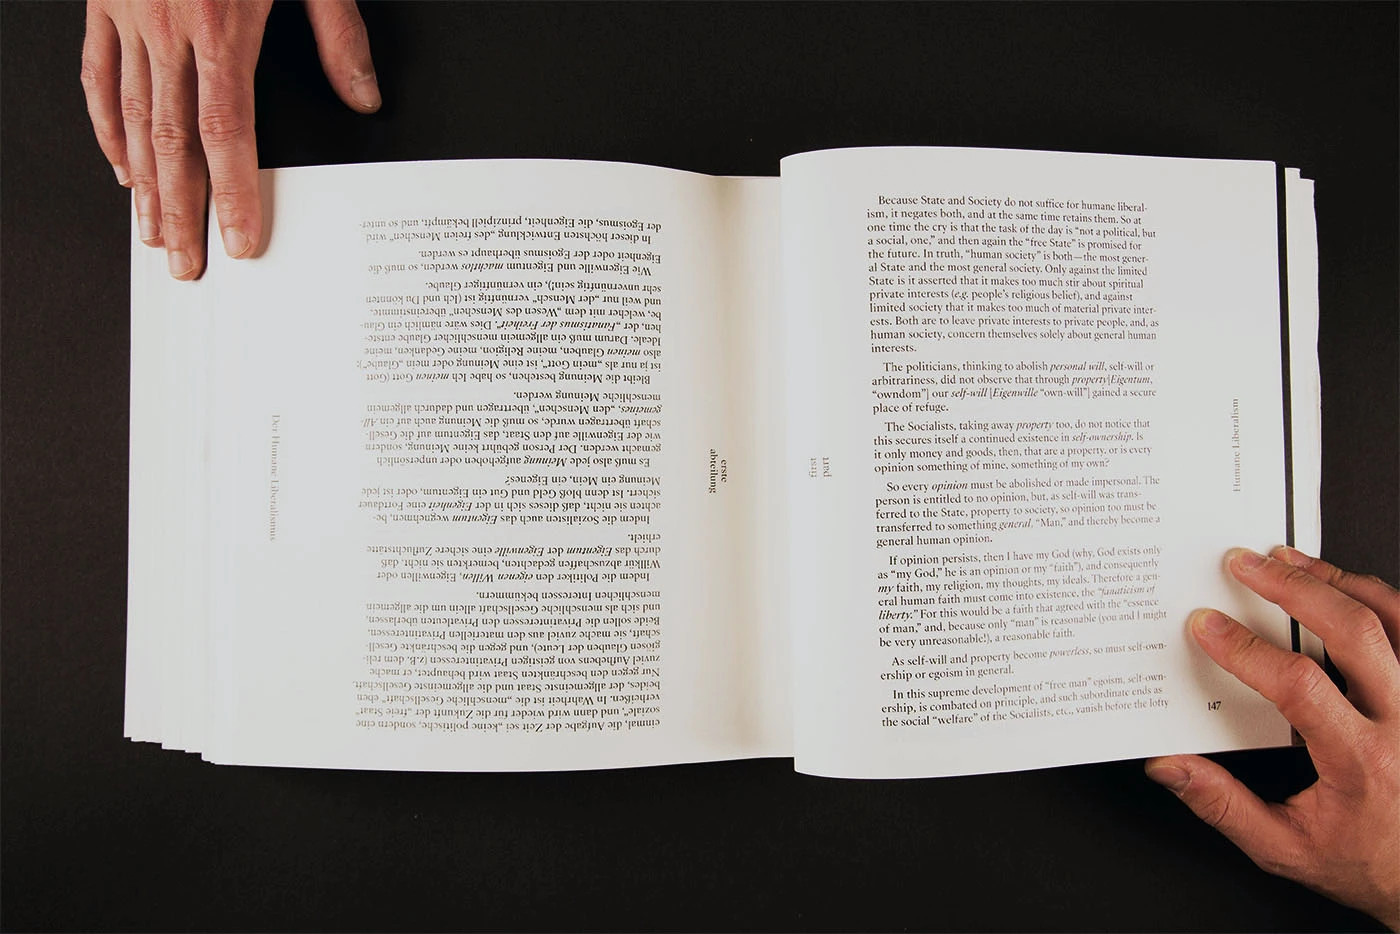 einmal, die Aufgabe der Zeit sei „keine politische, sondern eine
soziale“, und dann wird wieder für die Zukunft der „freie Staat“
verheißen. In Wahrheit ist die „menschliche Gesellschaft“ eben
beides, der allgemeinste Staat und die allgemeinste Gesellschaft.
Nur gegen den beschränkten Staat wird behauptet, er mache
zuviel Aufhebens von geistigen Privatinteressen (z.B. dem reli-
giösen Glauben der Leute), und gegen die beschränkte Gesell-
schaft, sie mache zuviel aus den materiellen Privatinteressen.
Beide sollen die Privatinteressen den Privatleuten überlassen,
und sich als menschliche Gesellschaft allein um die allgemein
menschlichen Interessen bekümmern.
Indem die Politiker den eigenen Willen, Eigenwillen oder
Willkür abzuschaffen gedachten, bemerkten sie nicht, daß
durch das Eigentum der Eigenwille eine sichere Zufluchtstätte
erhielt.
Indem die Sozialisten auch das Eigentum wegnehmen, be-
achten sie nicht, daß dieses sich in der Eigenheit eine Fortdauer
sichert. Ist denn bloß Geld und Gut ein Eigentum, oder ist jede
Meinung ein Mein, ein Eigenes?
Es muß also jede Meinung aufgehoben oder unpersönlich
gemacht werden. Der Person gebührt keine Meinung, sondern
wie der Eigenwille auf den Staat, das Eigentum auf die Gesell-
schaft übertragen wurde, so muß die Meinung auch auf ein All-
gemeines, „den Menschen“, übertragen und dadurch allgemein
menschliche Meinung werden.
Bleibt die Meinung bestehen, so habe Ich meinen Gott (Gott
ist ja nur als „mein Gott“, ist eine Meinung oder mein „Glaube“);
also meinen Glauben, meine Religion, meine Gedanken, meine
Ideale. Darum muß ein allgemein menschlicher Glaube entste-
hen, der „Fanatismus der Freiheit“. Dies wäre nämlich ein Glau-
be, welcher mit dem „Wesen des Menschen“ übereinstimmte,
und weil nur „der Mensch“ vernünftig ist (Ich und Du könnten
sehr unvernünftig sein!), ein vernünftiger Glaube.
Wie Eigenwille und Eigentum machtlos werden, so muß die
Eigenheit oder der Egoismus überhaupt es werden.
In dieser höchsten Entwicklung „des freien Menschen“ wird
der Egoismus, die Eigenheit, prinzipiell bekämpft, und so unter-
Der Humane Liberalismus
erste
abteilung
first
part
Because State and Society do not suffice for humane liberal-
ism, it negates both, and at the same time retains them. So at
one time the cry is that the task of the day is “not a political, but
a social, one,” and then again the “free State” is promised for
the future. In truth, “human society” is both—the most gener-
al State and the most general society. Only against the limited
State is it asserted that it makes too much stir about spiritual
private interests (e.g. people’s religious belief), and against
limited society that it makes too much of material private inter-
ests. Both are to leave private interests to private people, and, as
human society, concern themselves solely about general human
interests.
The politicians, thinking to abolish personal will, self-will or
arbitrariness, did not observe that through property[Eigentum,
“owndom”] our self-will [Eigenwille “own-will”] gained a secure
place of refuge.
The Socialists, taking away property too, do not notice that
this secures itself a continued existence in self-ownership. Is
it only money and goods, then, that are a property, or is every
opinion something of mine, something of my own?
So every opinion must be abolished or made impersonal. The
person is entitled to no opinion, but, as self-will was trans-
ferred to the State, property to society, so opinion too must be
transferred to something general, “Man,” and thereby become a
general human opinion.
If opinion persists, then I have my God (why, God exists only
as “my God,” he is an opinion or my “faith”), and consequently
my faith, my religion, my thoughts, my ideals. Therefore a gen-
eral human faith must come into existence, the “fanaticism of
liberty.” For this would be a faith that agreed with the “essence
of man,” and, because only “man” is reasonable (you and I might
be very unreasonable!), a reasonable faith.
As self-will and property become powerless, so must self-own-
ership or egoism in general.
In this supreme development of “free man” egoism, self-own-
ership, is combated on principle, and such subordinate ends as
the social “welfare” of the Socialists, etc., vanish before the lofty
147
Humane Liberalism